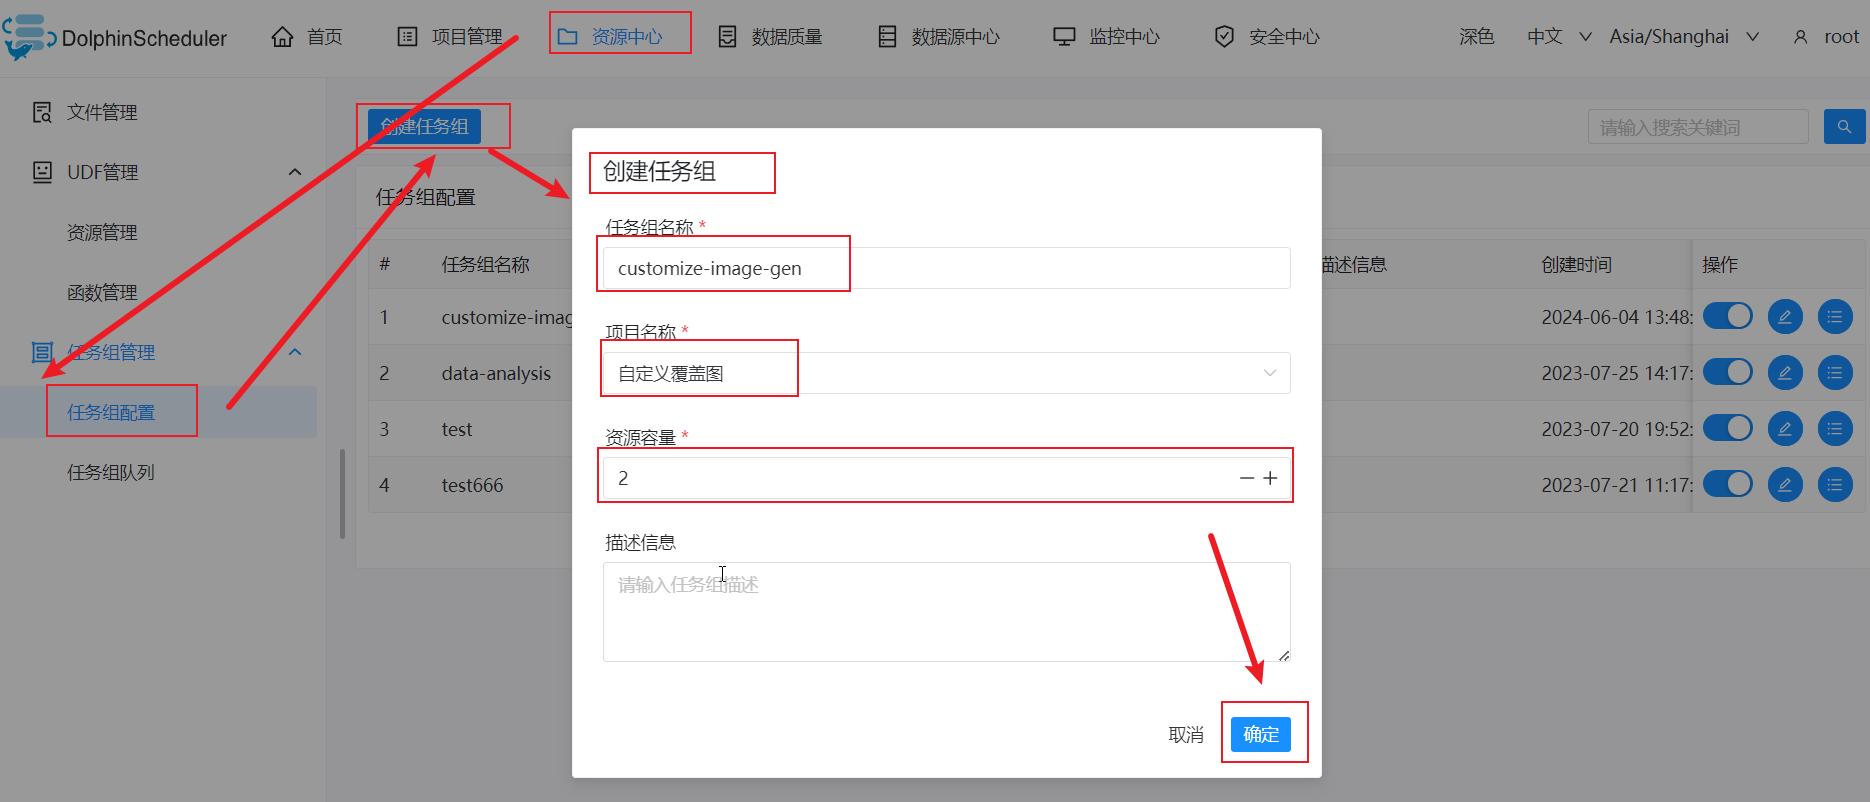 DolphinScheduler 首页 项目管理 资源中心 数据质量 数据源中心 监控中心 安全中心 深色 中文 Asia/Shanghai root
文件管理
UDF管理
资源管理
函数管理
任务组管理
任务组配置
任务组队列
创建任务组
请输入搜索关键词
任务组配置
# 任务组名称 描述信息 创建时间 操作
1 customize-imag 2024-06-04 13:48:
2 data-analysis 2023-07-25 14:17:
3 test 2023-07-20 19:52:
4 test666 2023-07-21 11:17:
创建任务组
任务组名称 *
customize-image-gen
项目名称 *
自定义覆盖图
资源容量 *
2
描述信息
请输入任务组描述
取消 确定